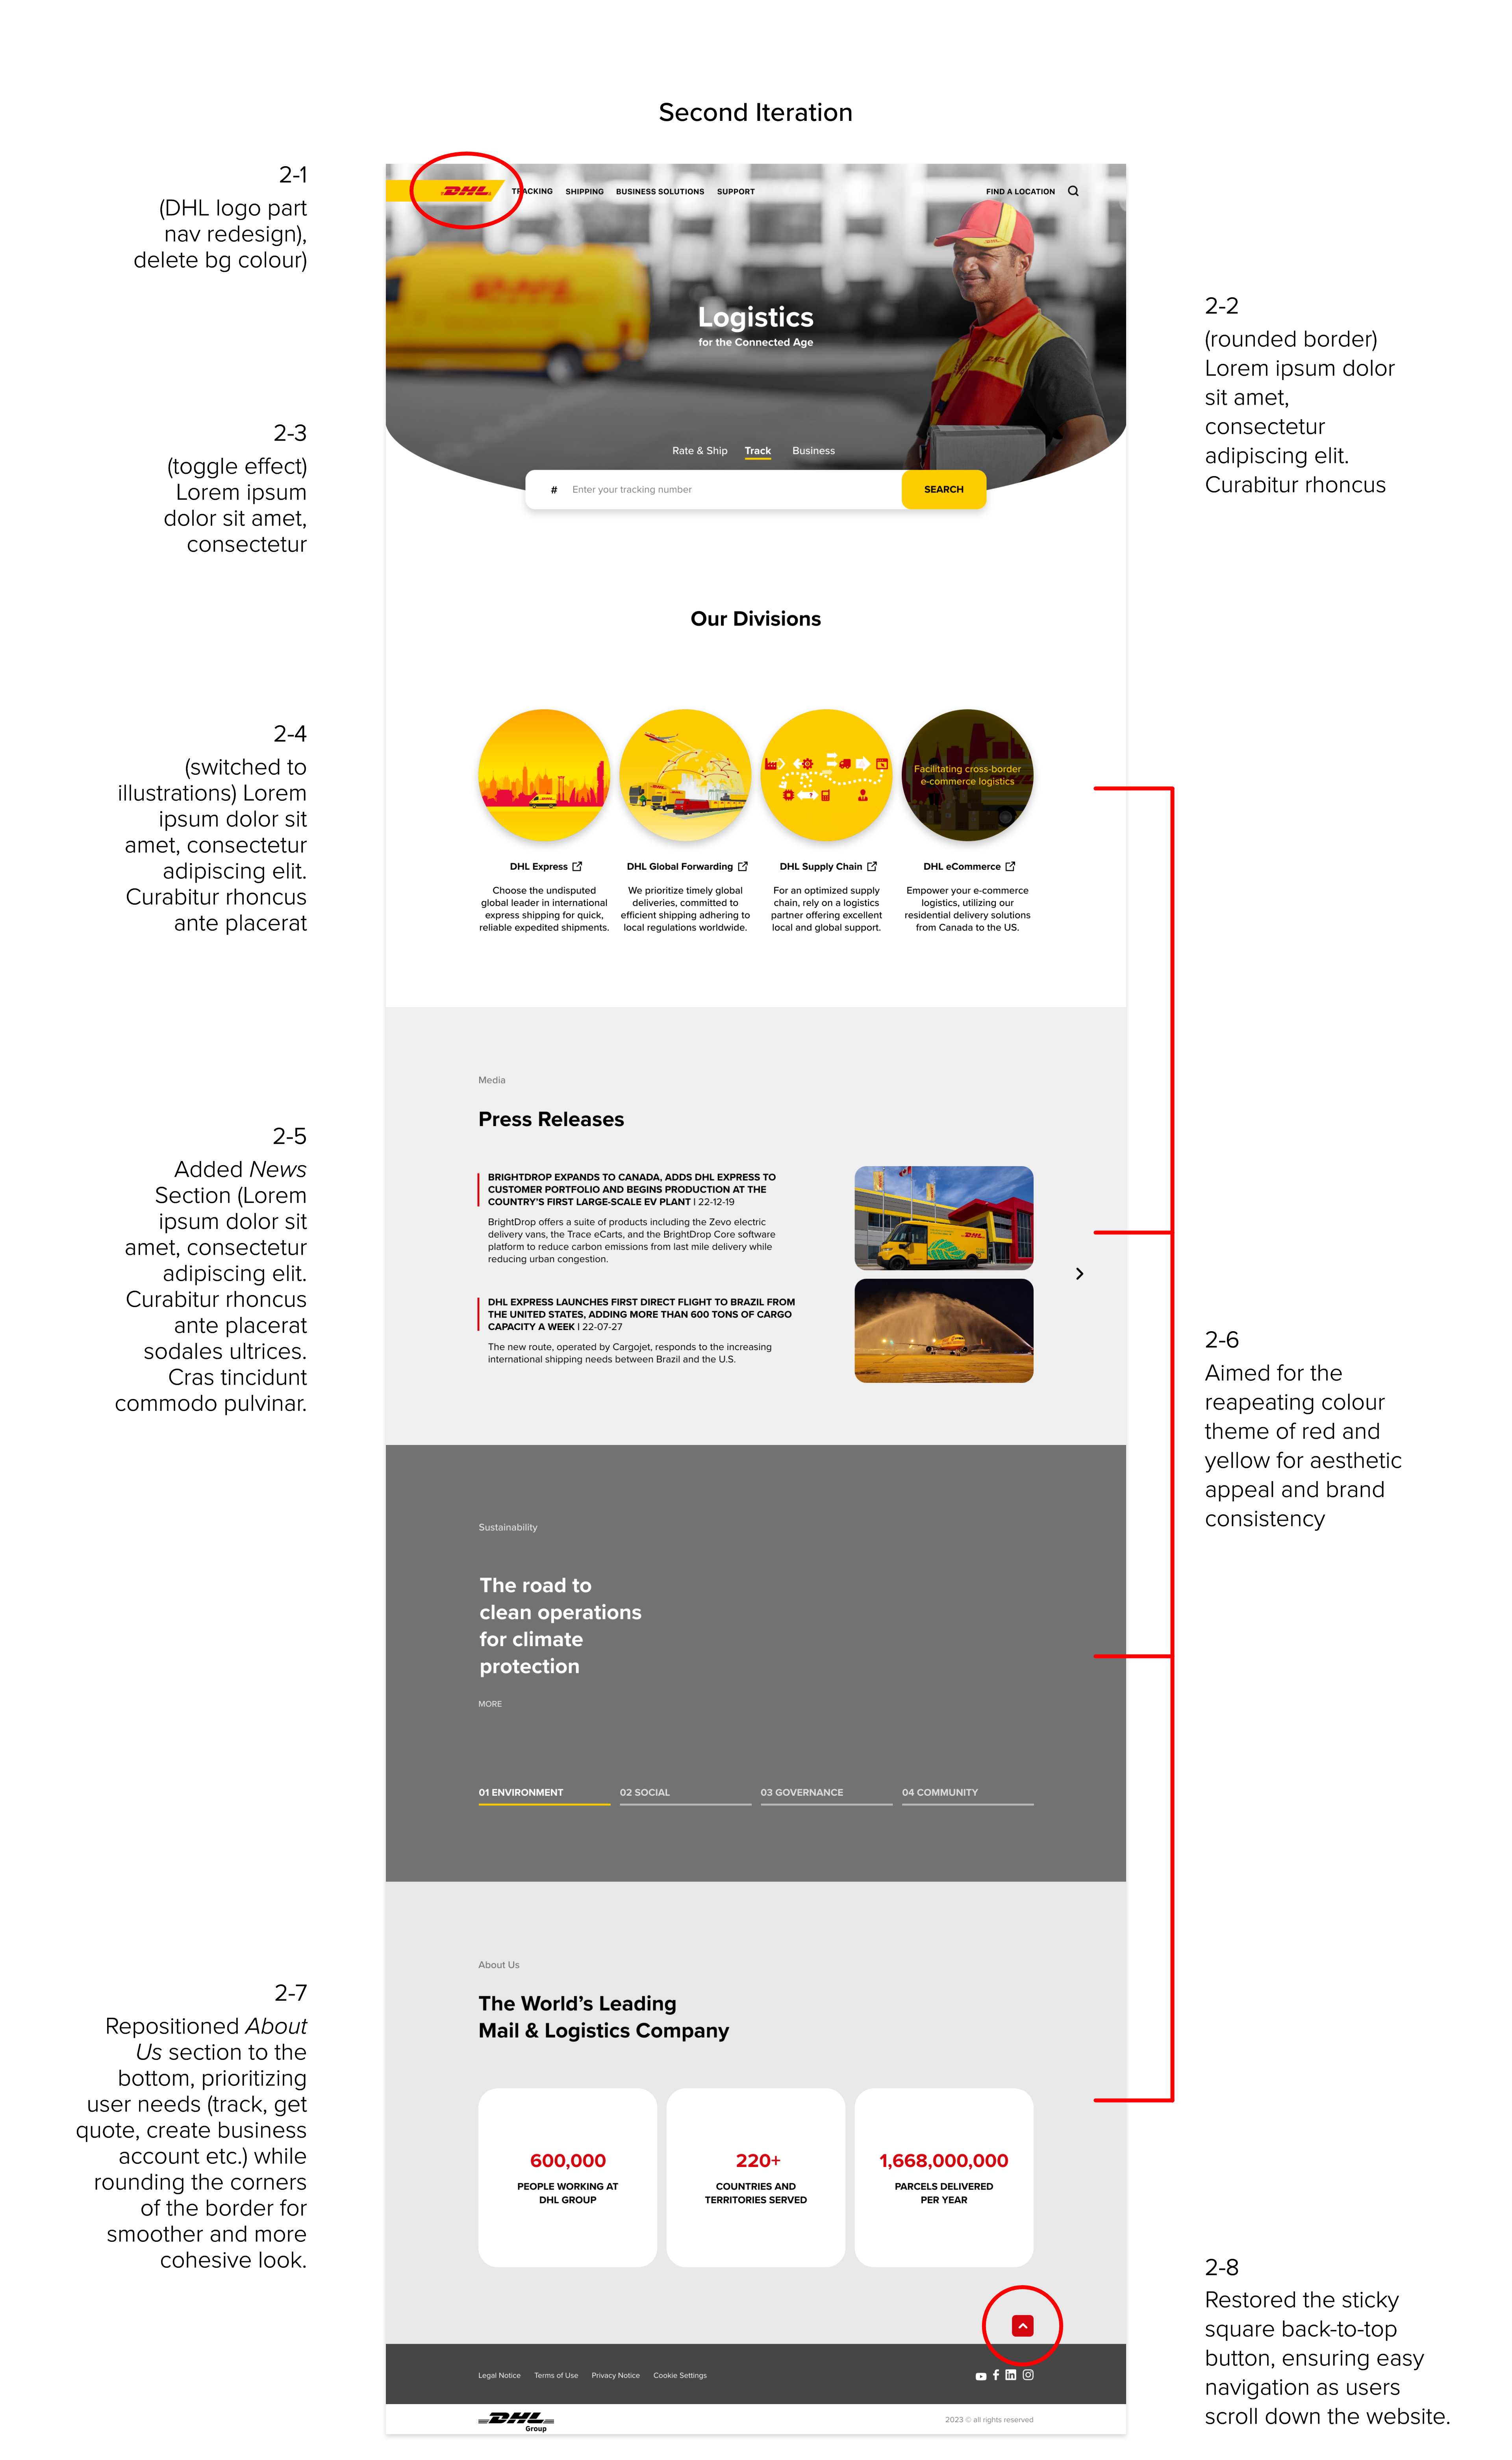 Second Iteration
2-1
(DHL logo part
nav redesign),
delete bg colour)
DHL
TRACKING SHIPPING BUSINESS SOLUTIONS SUPPORT
FIND A LOCATION
2-2
(rounded border)
Lorem ipsum dolor
sit amet,
consectetur
adipiscing elit.
Curabitur rhoncus
Logistics
for the Connected Age
2-3
(toggle effect)
Lorem ipsum
dolor sit amet,
consectetur
Rate & Ship Track Business
# Enter your tracking number SEARCH
Our Divisions
2-4
(switched to
illustrations) Lorem
ipsum dolor sit
amet, consectetur
adipiscing elit.
Curabitur rhoncus
ante placerat
Facilitating cross-border
e-commerce logistics
DHL Express
Choose the undisputed
global leader in international
express shipping for quick,
reliable expedited shipments.
DHL Global Forwarding
We prioritize timely global
deliveries, committed to
efficient shipping adhering to
local regulations worldwide.
DHL Supply Chain
For an optimized supply
chain, rely on a logistics
partner offering excellent
local and global support.
DHL eCommerce
Empower your e-commerce
logistics, utilizing our
residential delivery solutions
from Canada to the US.
2-5
Added News
Section (Lorem
ipsum dolor sit
amet, consectetur
adipiscing elit.
Curabitur rhoncus
ante placerat
sodales ultrices.
Cras tincidunt
commodo pulvinar.
Media
Press Releases
BRIGHTDROP EXPANDS TO CANADA, ADDS DHL EXPRESS TO
CUSTOMER PORTFOLIO AND BEGINS PRODUCTION AT THE
COUNTRY'S FIRST LARGE-SCALE EV PLANT | 22-12-19
BrightDrop offers a suite of products including the Zevo electric
delivery vans, the Trace eCarts, and the BrightDrop Core software
platform to reduce carbon emissions from last mile delivery while
reducing urban congestion.
DHL EXPRESS LAUNCHES FIRST DIRECT FLIGHT TO BRAZIL FROM
THE UNITED STATES, ADDING MORE THAN 600 TONS OF CARGO
CAPACITY A WEEK | 22-07-27
The new route, operated by Cargojet, responds to the increasing
international shipping needs between Brazil and the U.S.
2-6
Aimed for the
reapeating colour
theme of red and
yellow for aesthetic
appeal and brand
consistency
Sustainability
The road to
clean operations
for climate
protection
MORE
01 ENVIRONMENT 02 SOCIAL 03 GOVERNANCE 04 COMMUNITY
2-7
Repositioned About
Us section to the
bottom, prioritizing
user needs (track, get
quote, create business
account etc.) while
rounding the corners
of the border for
smoother and more
cohesive look.
About Us
The World's Leading
Mail & Logistics Company
600,000
PEOPLE WORKING AT
DHL GROUP
220+
COUNTRIES AND
TERRITORIES SERVED
1,668,000,000
PARCELS DELIVERED
PER YEAR
2-8
Restored the sticky
square back-to-top
button, ensuring easy
navigation as users
scroll down the website.
Legal Notice Terms of Use Privacy Notice Cookie Settings
DHL
Group
2023 © all rights reserved